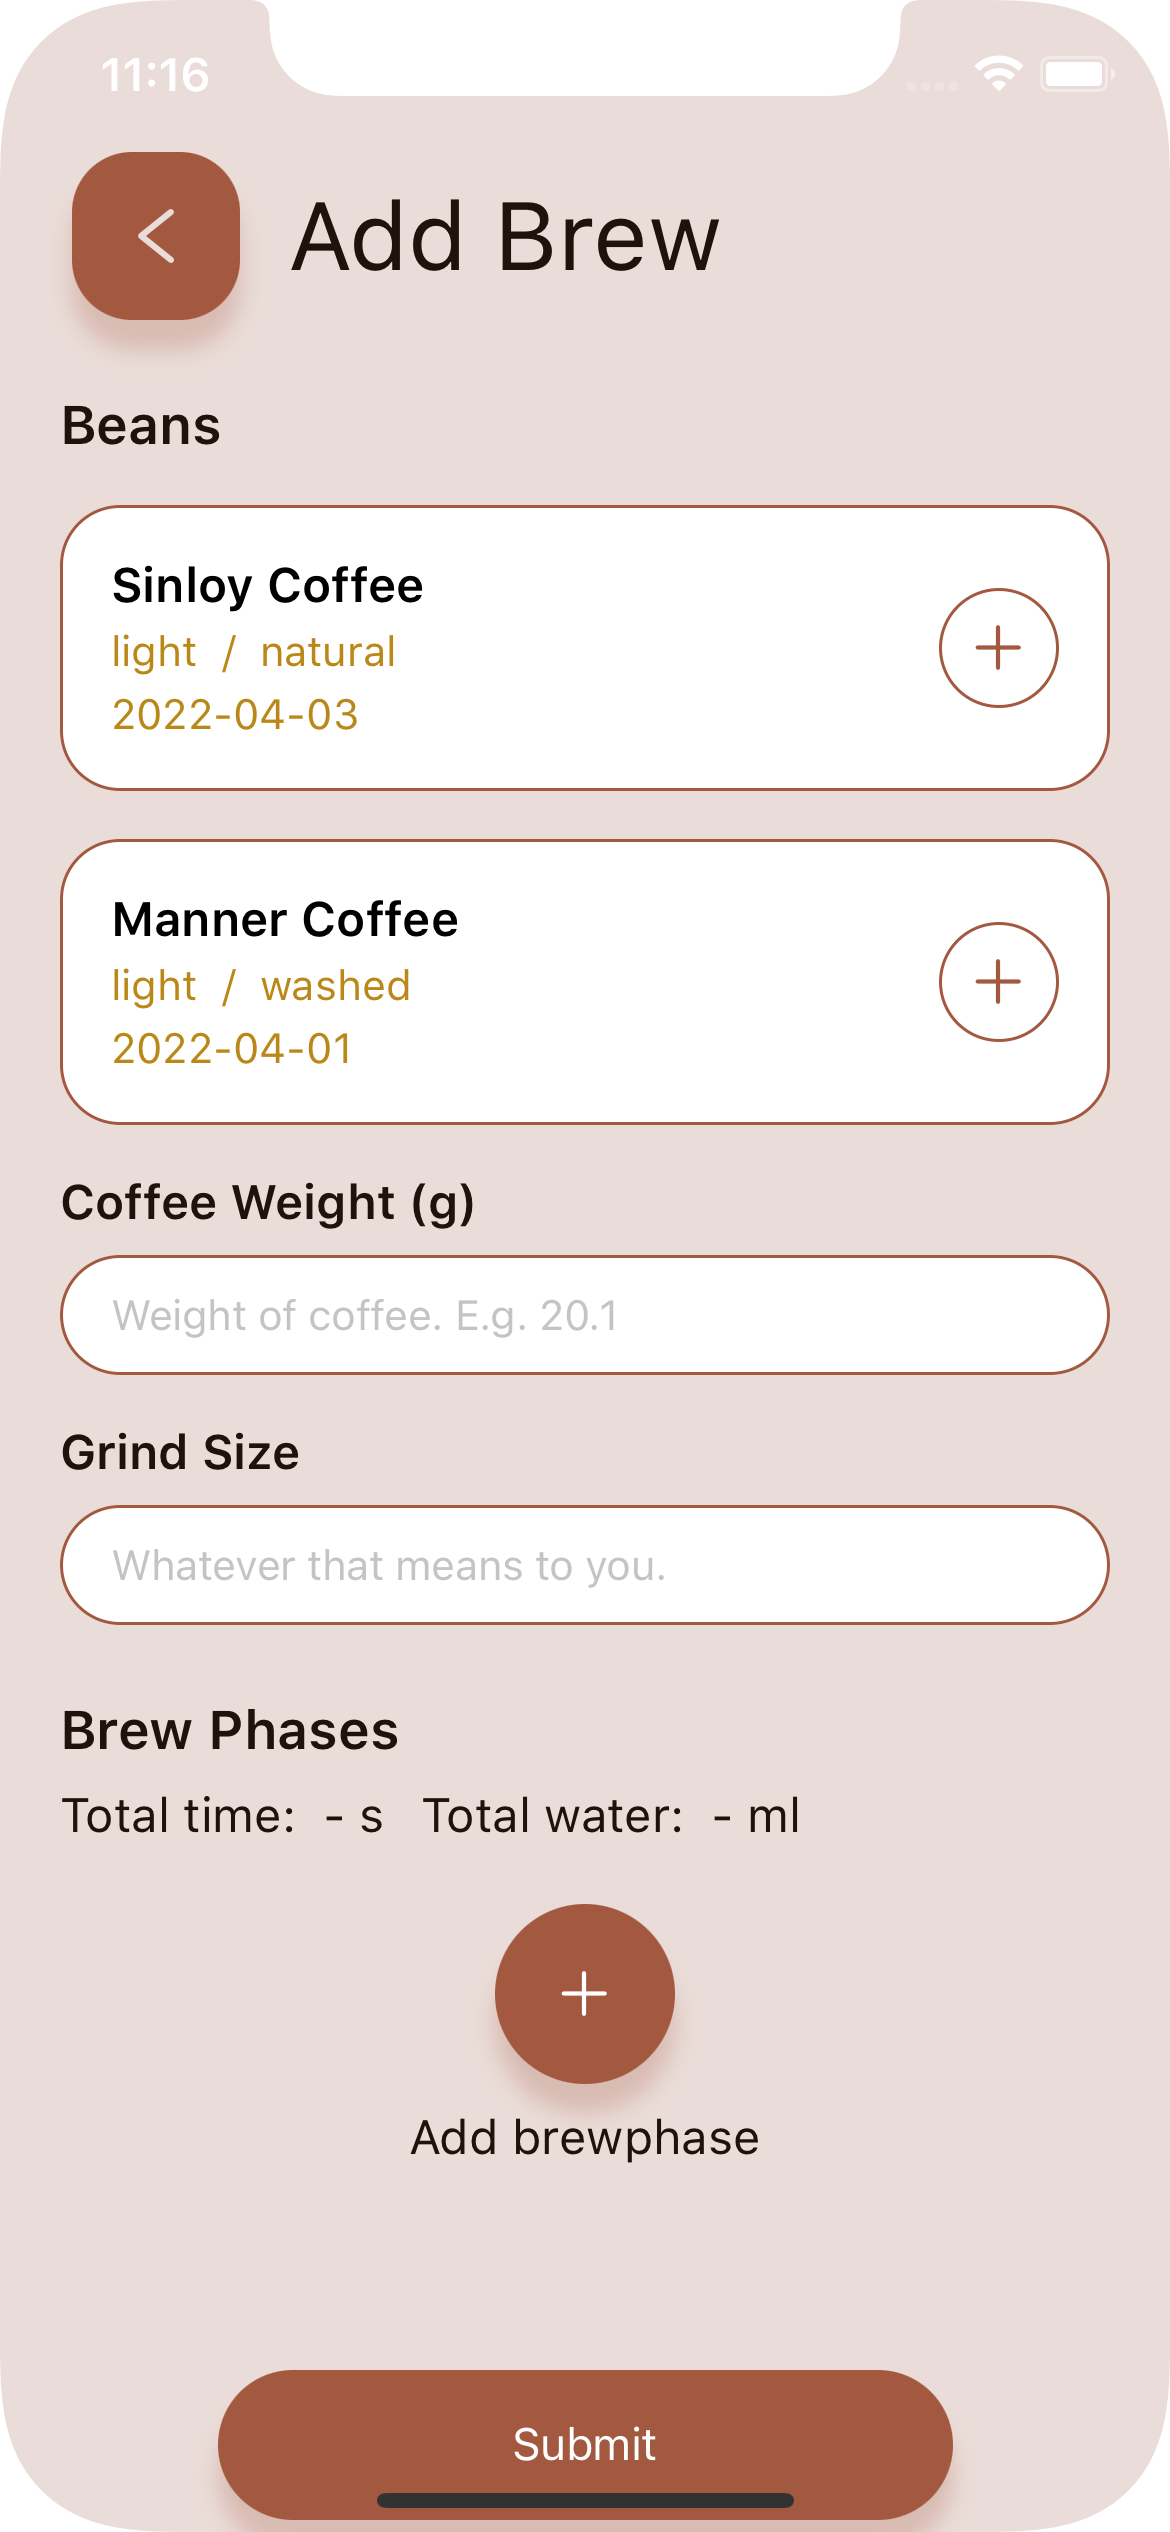 11:16
Add Brew
Beans
Sinloy Coffee
light / natural
2022-04-03
Manner Coffee
light / washed
2022-04-01
Coffee Weight (g)
Weight of coffee. E.g. 20.1
Grind Size
Whatever that means to you.
Brew Phases
Total time: - s Total water: - ml
Add brewphase
Submit